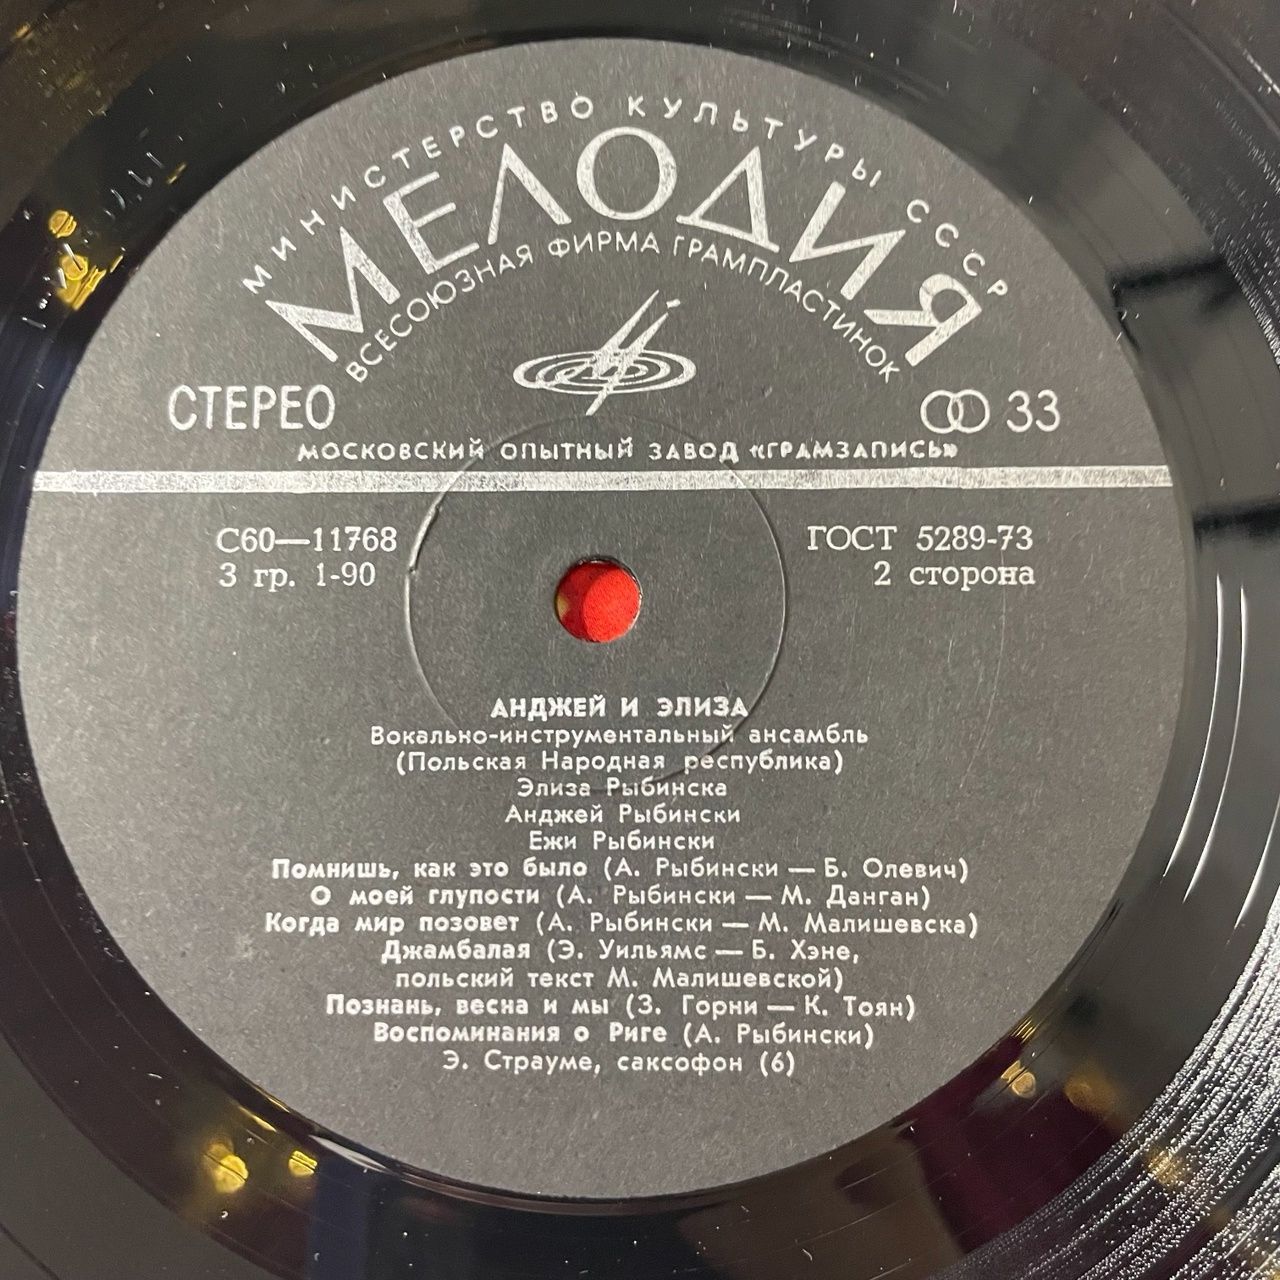 МИНИСТЕРСТВО КУЛЬТУРЫ СССР
МЕЛОДИЯ
ВСЕСОЮЗНАЯ ФИРМА ГРАМПЛАСТИНОК
СТЕРЕО
33
МОСКОВСКИЙ ОПЫТНЫЙ ЗАВОД «ГРАМЗАПИСЬ»
С60—11768
ГОСТ 5289-73
3 гр. 1-90
2 сторона
АНДЖЕЙ И ЭЛИЗА
Вокально-инструментальный ансамбль
(Польская Народная республика)
Элиза Рыбинска
Анджей Рыбински
Ежи Рыбински
Помнишь, как это было (А. Рыбински — Б. Олевич)
О моей глупости (А. Рыбински — М. Данган)
Когда мир позовет (А. Рыбински — М. Малишевска)
Джамбалая (Э. Уильямс — Б. Хэне,
польский текст М. Малишевской)
Познань, весна и мы (З. Горни — К. Тоян)
Воспоминания о Риге (А. Рыбински)
Э. Страуме, саксофон (6)